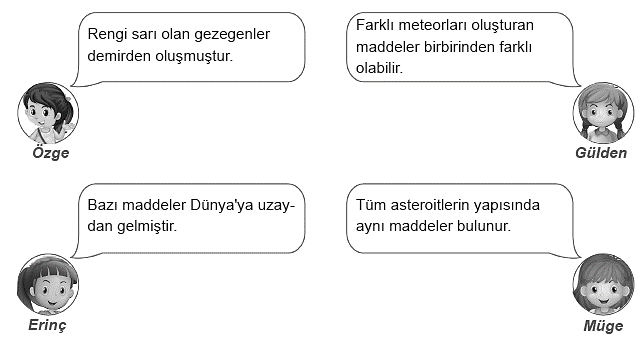 Rengi sarı olan gezegenler
demirden oluşmuştur.
Özge
Farklı meteorları oluşturan
maddeler birbirinden farklı
olabilir.
Gülden
Bazı maddeler Dünya'ya uzay-
dan gelmiştir.
Erinç
Tüm asteroitlerin yapısında
aynı maddeler bulunur.
Müge